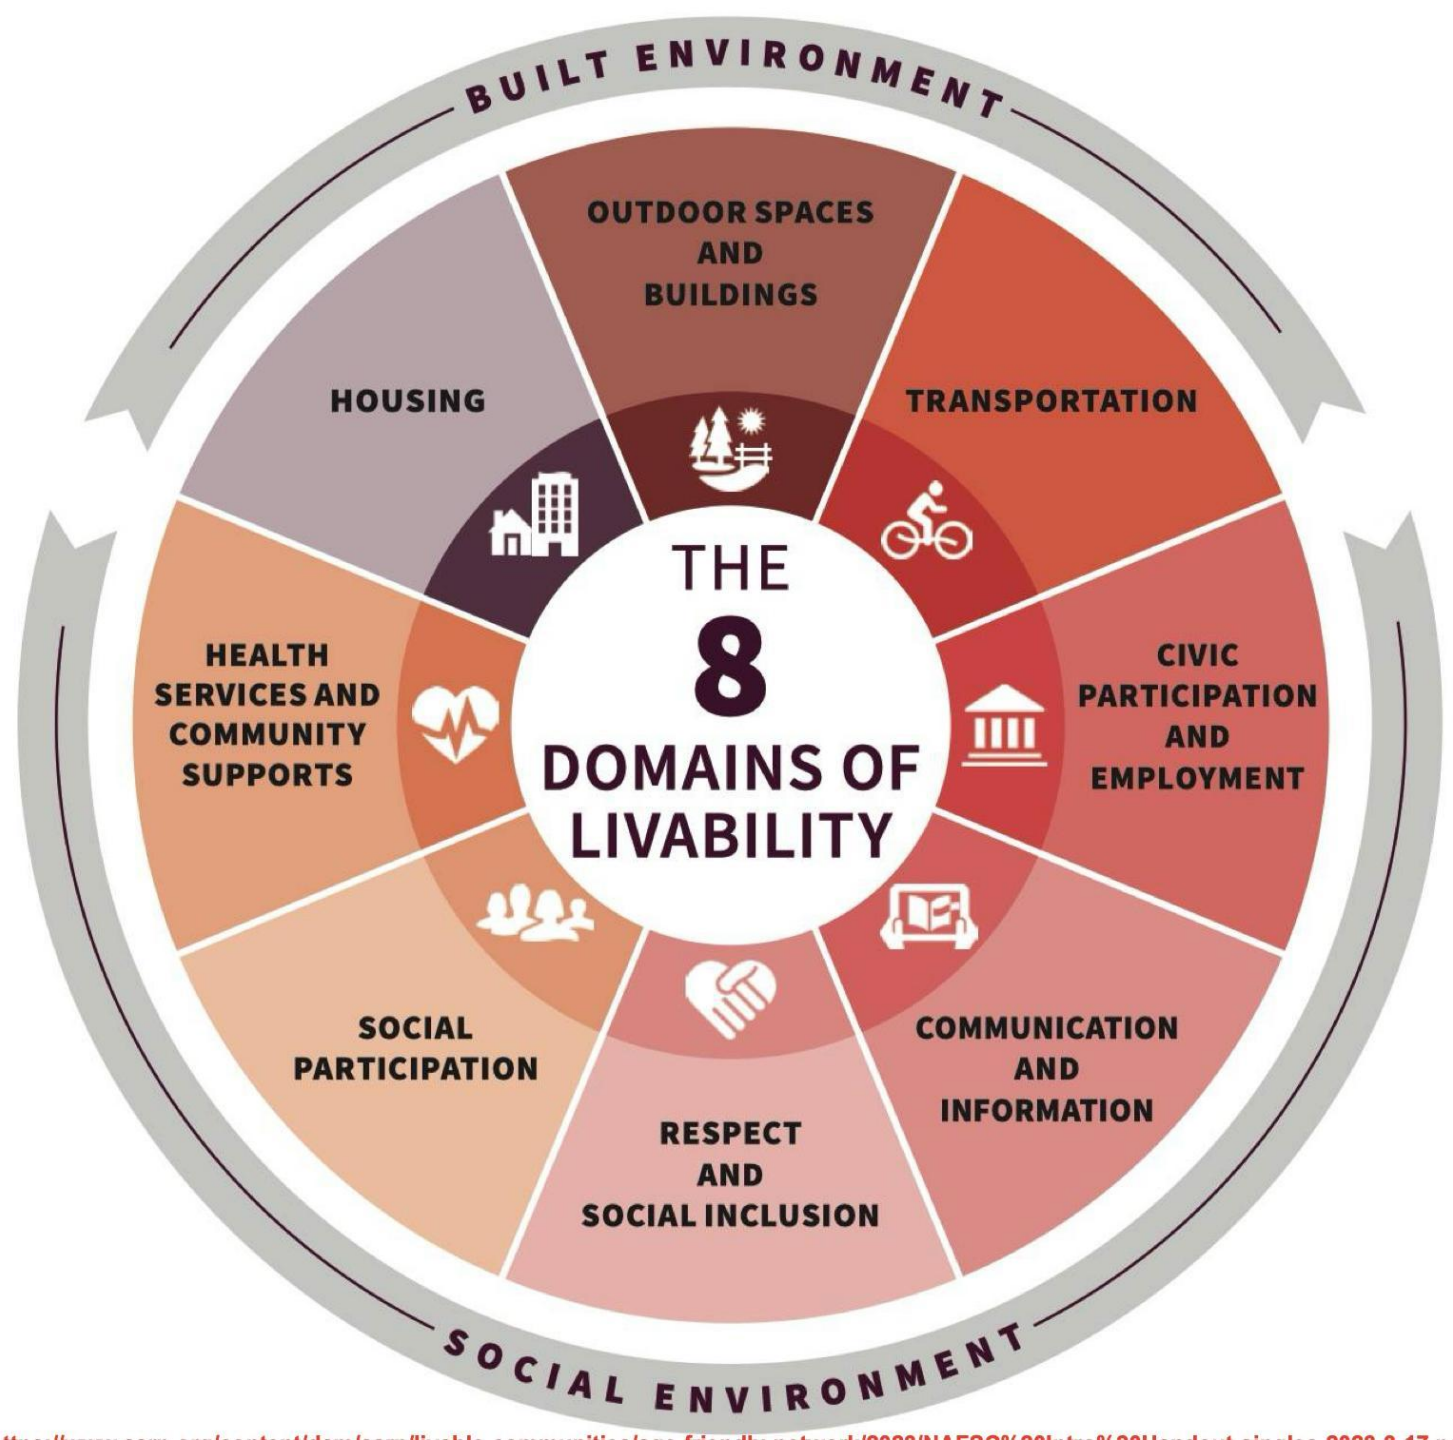 BUILT ENVIRONMENT
OUTDOOR SPACES
AND
BUILDINGS
HOUSING
TRANSPORTATION
THE
8
DOMAINS OF
LIVABILITY
HEALTH
SERVICES AND
COMMUNITY
SUPPORTS
CIVIC
PARTICIPATION
AND
EMPLOYMENT
SOCIAL
PARTICIPATION
COMMUNICATION
AND
INFORMATION
RESPECT
AND
SOCIAL INCLUSION
SOCIAL ENVIRONMENT